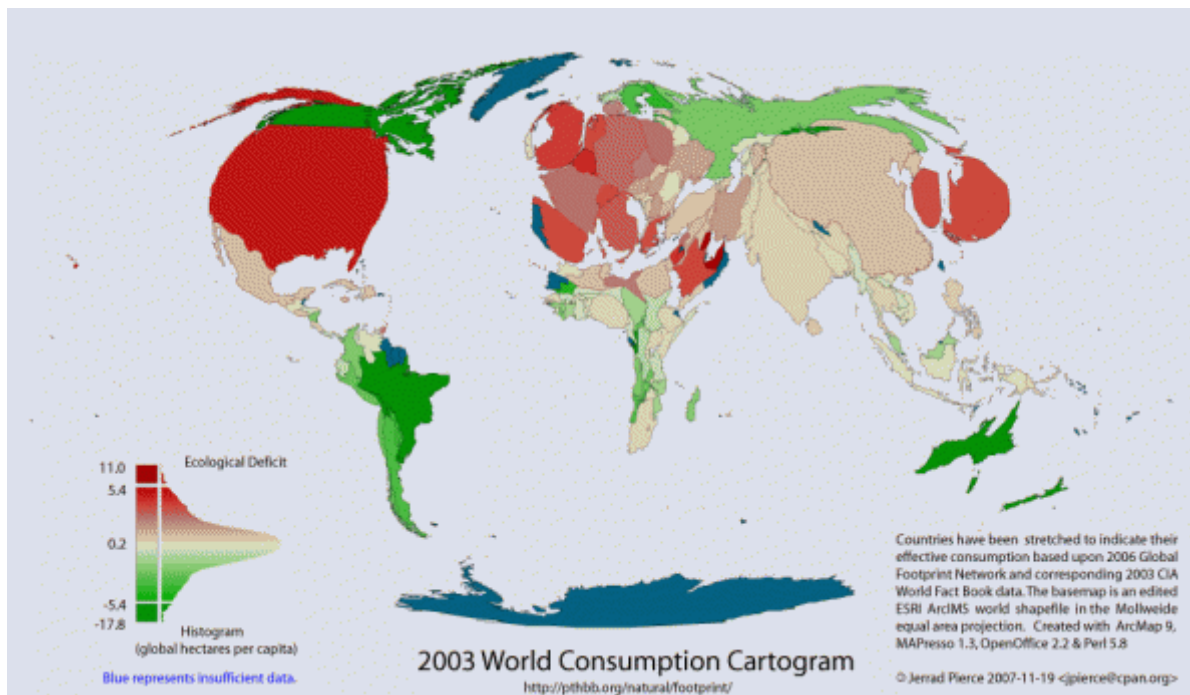 Ecological Deficit
11.0
5.4
0.2
-5.4
-17.8
Histogram
(global hectares per capita)
Blue represents insufficient data.
2003 World Consumption Cartogram
http://pthbb.org/natural/footprint/
Countries have been stretched to indicate their
effective consumption based upon 2006 Global
Footprint Network and corresponding 2003 CIA
World Fact Book data. The basemap is an edited
ESRI ArcIMS world shapefile in the Mollweide
equal area projection. Created with ArcMap 9,
MAPresso 1.3, OpenOffice 2.2 & Perl 5.8
© Jerrad Pierce 2007-11-19 <jpierce@cpan.org>